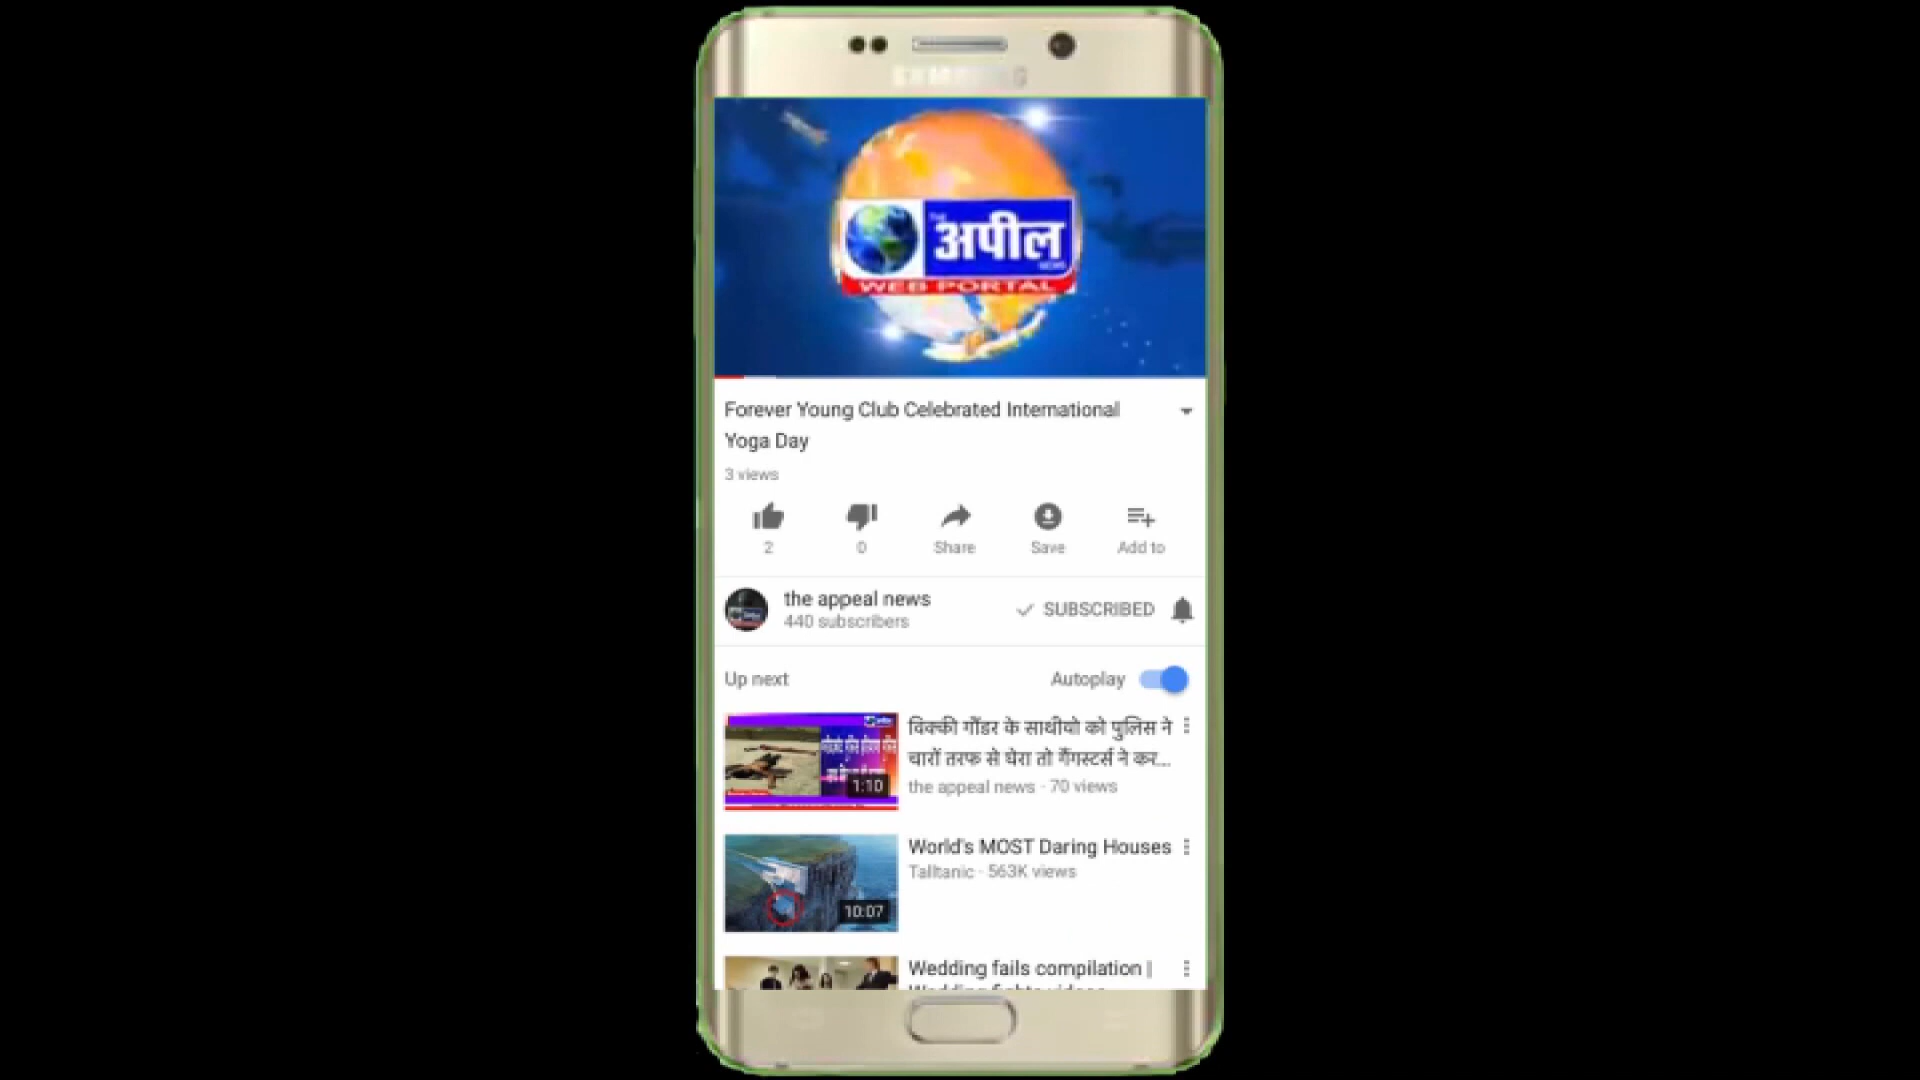 SAMSUNG
THE
अपील
NEWS
WEB PORTAL
Forever Young Club Celebrated International
Yoga Day
3 views
2
0
Share
Save
Add to
the appeal news
440 subscribers
SUBSCRIBED
Up next
Autoplay
1:10
विक्की गोंडर के साथीयो को पुलिस ने
चारों तरफ से घेरा तो गैंगस्टर्स ने कर...
the appeal news · 70 views
10:07
World's MOST Daring Houses
Talltanic · 563K views
Wedding fails compilation |